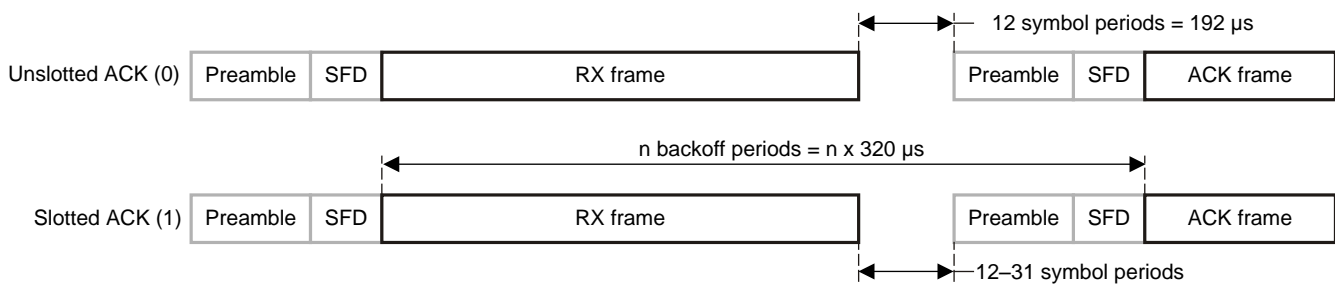 12 symbol periods = 192 µs
Unslotted ACK (0) Preamble SFD RX frame Preamble SFD ACK frame
n backoff periods = n x 320 µs
Slotted ACK (1) Preamble SFD RX frame Preamble SFD ACK frame
12–31 symbol periods